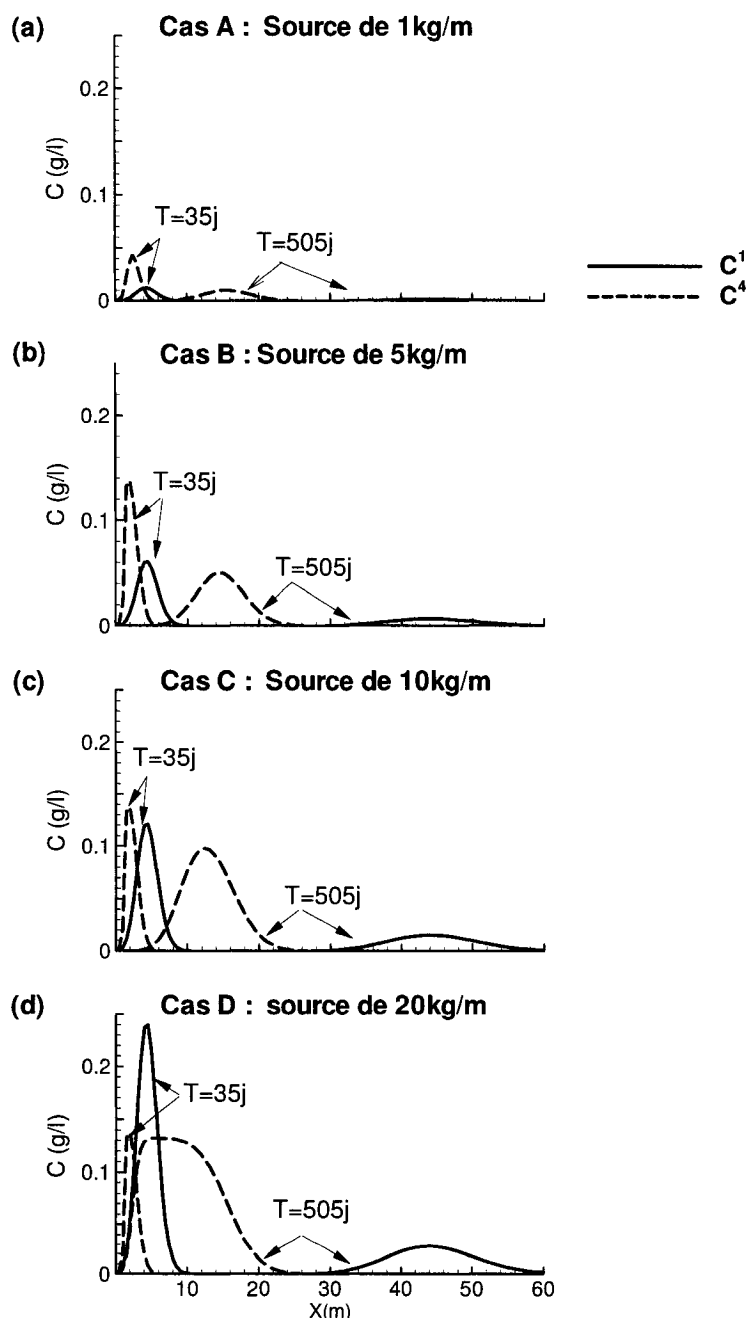 (a) Cas A : Source de 1kg/m
0.2
C (g/l)
0.1
T=35j
T=505j
0
C¹
C⁴
(b) Cas B : Source de 5kg/m
0.2
C (g/l)
0.1
T=35j
T=505j
0
(c) Cas C : Source de 10kg/m
0.2
T=35j
C (g/l)
0.1
T=505j
0
(d) Cas D : source de 20kg/m
0.2
T=35j
C (g/l)
0.1
T=505j
0
10 20 30 40 50 60
X(m)